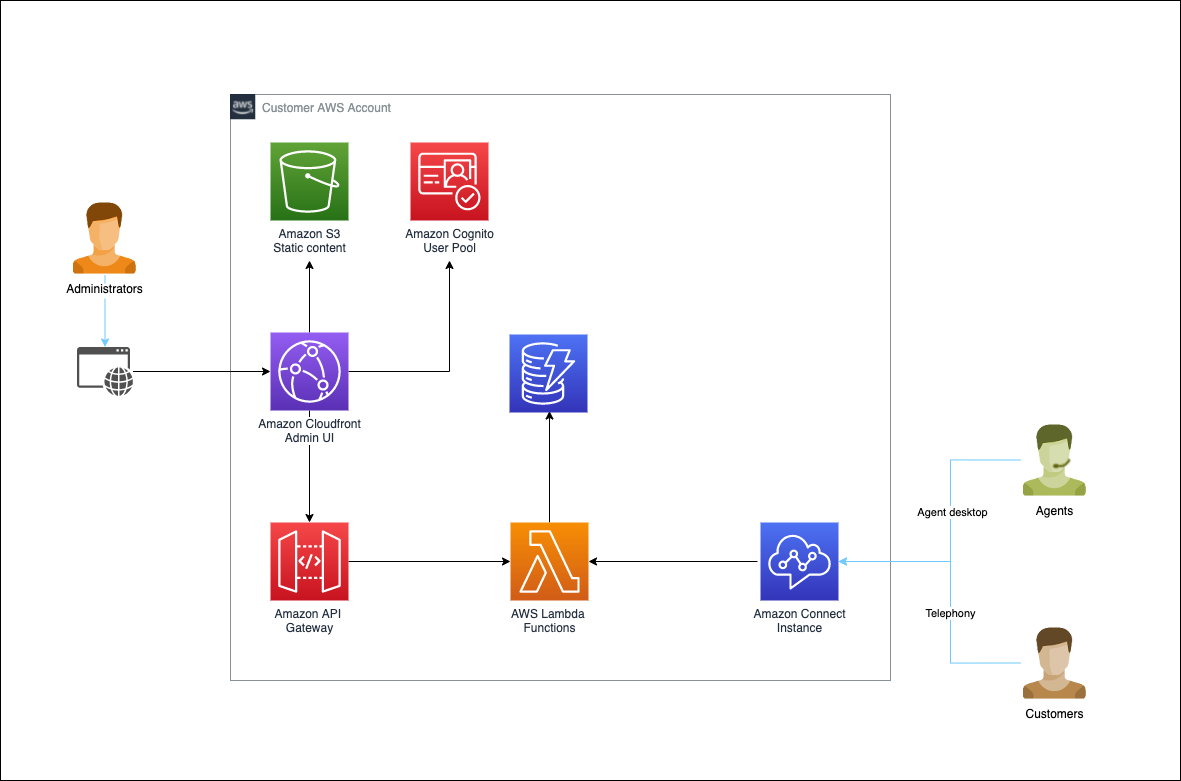 aws
Customer AWS Account
Amazon S3
Static content
Amazon Cognito
User Pool
Administrators
Amazon Cloudfront
Admin UI
Agents
Agent desktop
</>
Amazon API
Gateway
AWS Lambda
Functions
Amazon Connect
Instance
Telephony
Customers